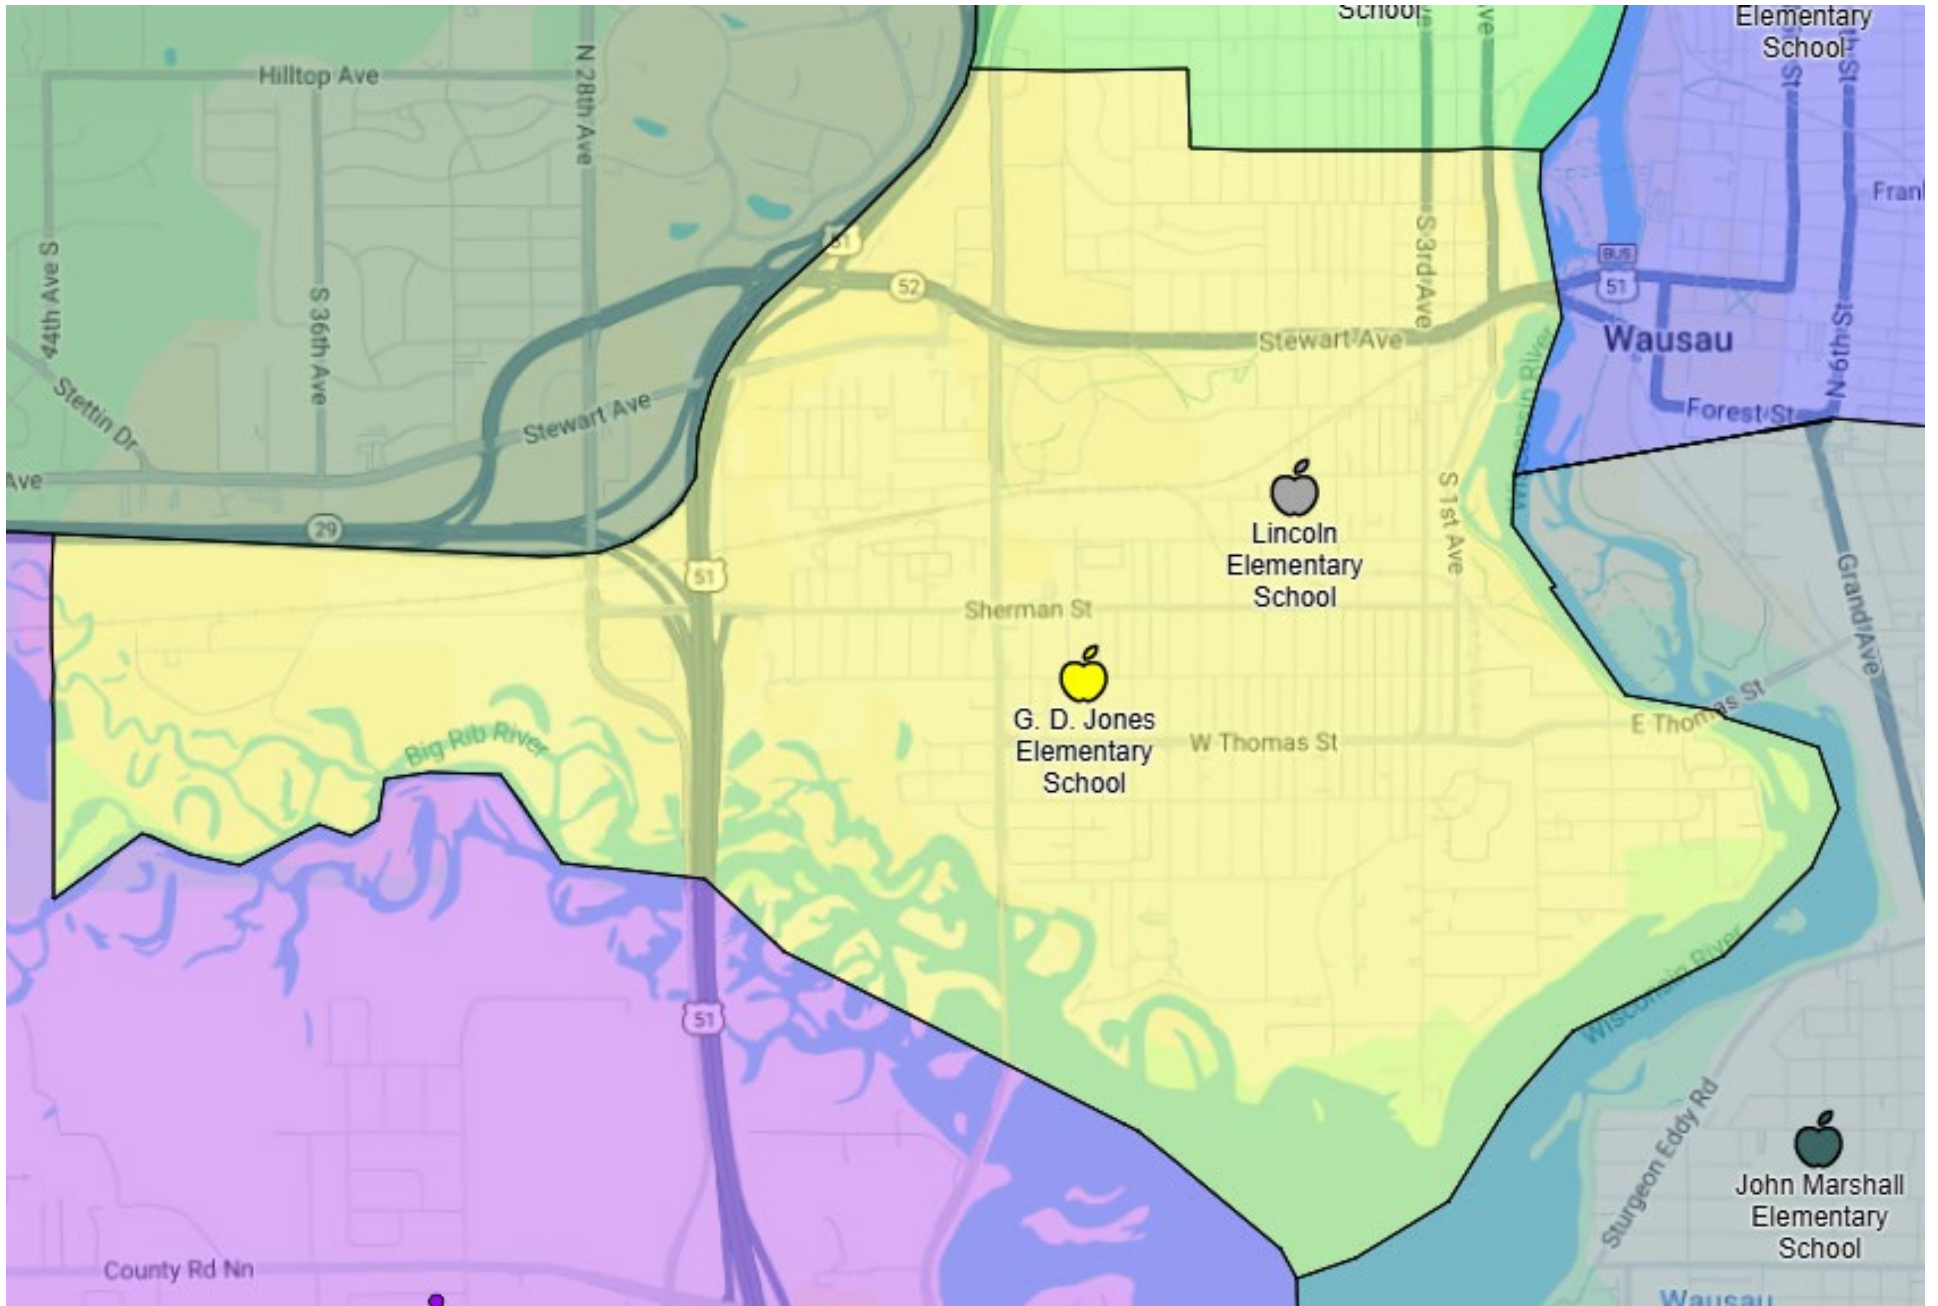 School
Elementary
School
Hilltop Ave
N 28th Ave
44th Ave S
S 36th Ave
S 3rd Ave
51
52
BUS
51
Stewart Ave
Wausau
N 6th St
Forest St
Stettin Dr
Stewart Ave
Ave
29
Wisconsin River
S 1st Ave
Lincoln
Elementary
School
Grand Ave
51
Sherman St
G. D. Jones
Elementary
School
E Thomas St
W Thomas St
Big Rib River
Wisconsin River
51
Sturgeon Eddy Rd
John Marshall
Elementary
School
County Rd Nn
Wausau